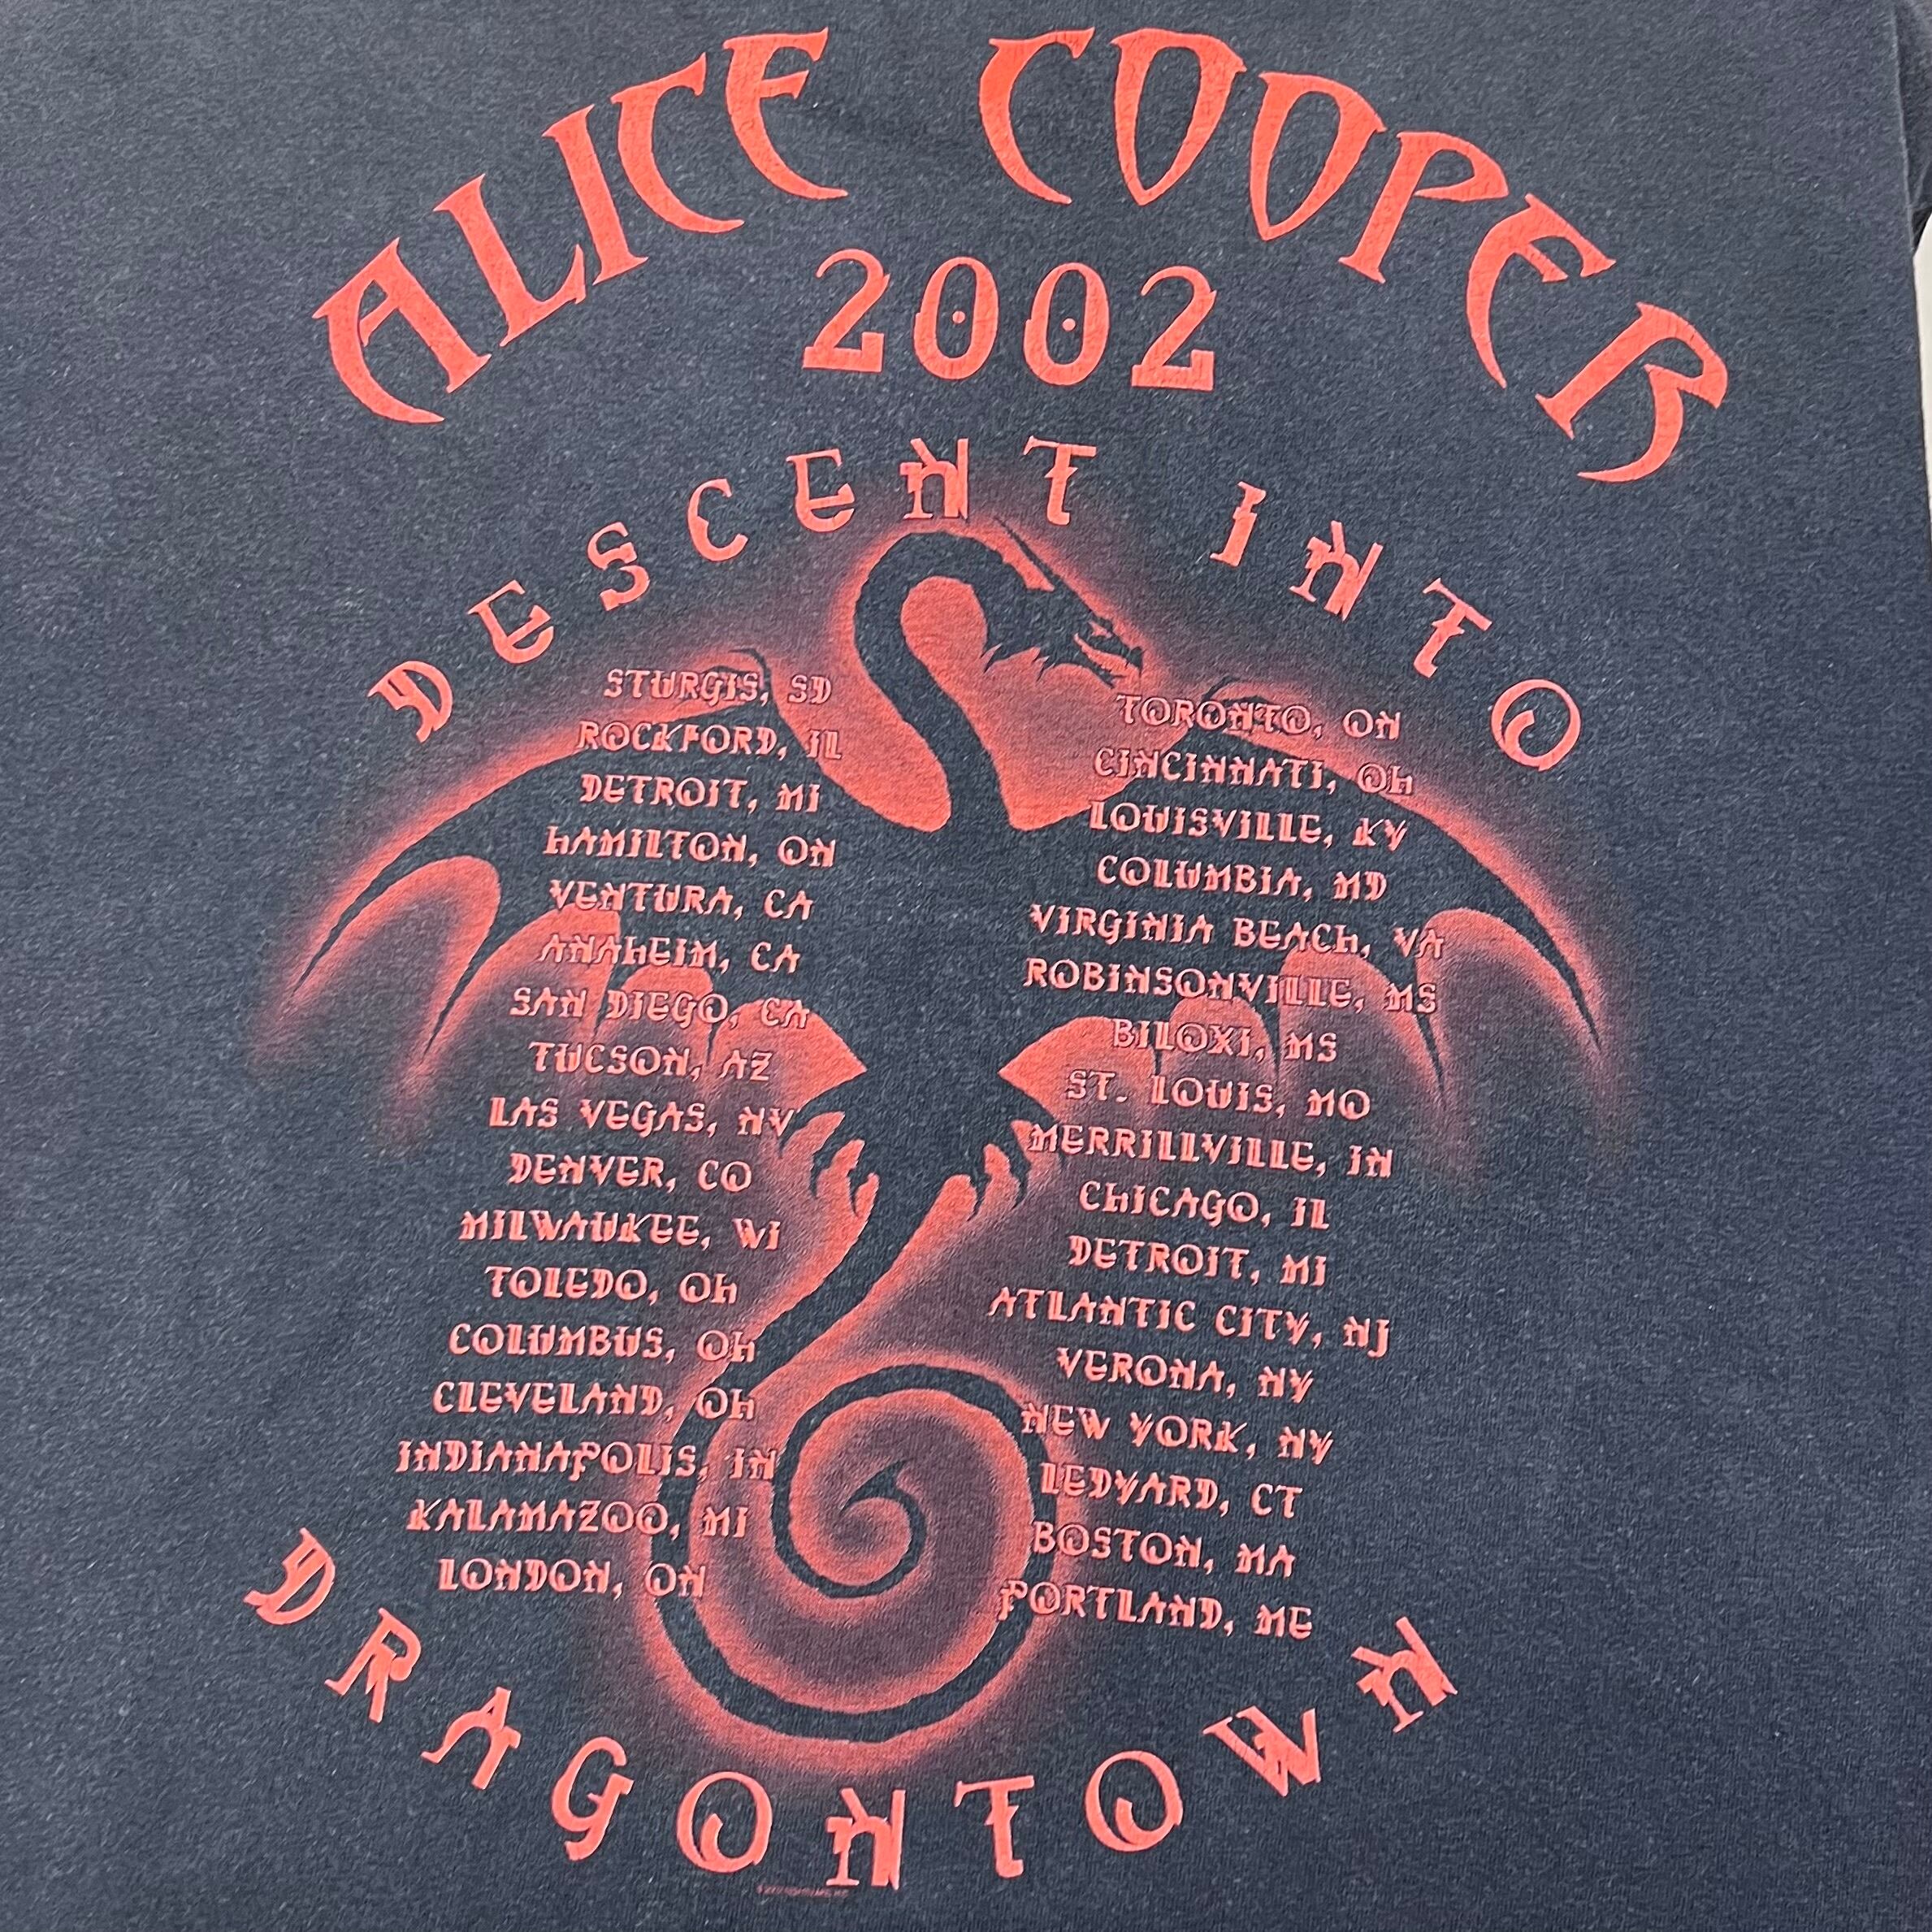 ALICE COOPER
2002
DESCENT INTO
STURGIS, SD
ROCKFORD, IL
DETROIT, MI
HAMILTON, ON
VENTURA, CA
ANAHEIM, CA
SAN DIEGO, CA
TUCSON, AZ
LAS VEGAS, NV
DENVER, CO
MILWAUKEE, WI
TOLEDO, OH
COLUMBUS, OH
CLEVELAND, OH
INDIANAPOLIS, IN
KALAMAZOO, MI
LONDON, ON
TORONTO, ON
CINCINNATI, OH
LOUISVILLE, KY
COLUMBIA, MD
VIRGINIA BEACH, VA
ROBINSONVILLE, MS
BILOXI, MS
ST. LOUIS, MO
MERRILLVILLE, IN
CHICAGO, IL
DETROIT, MI
ATLANTIC CITY, NJ
VERONA, NY
NEW YORK, NY
LEDYARD, CT
BOSTON, MA
PORTLAND, ME
DRAGONTOWN